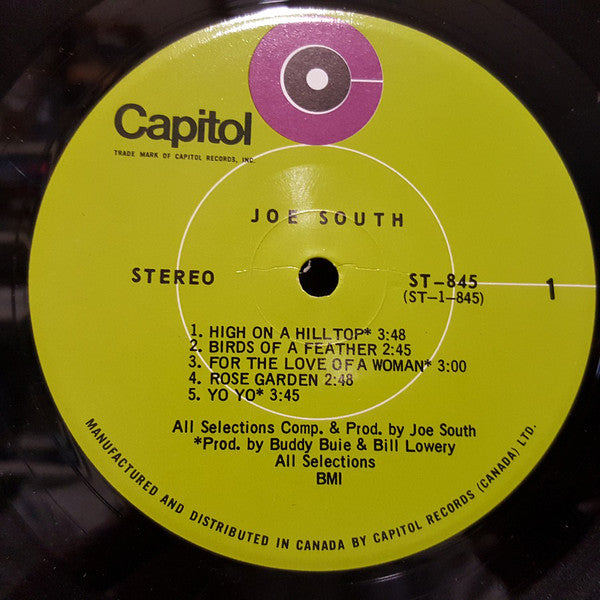 Capitol
TRADE MARK OF CAPITOL RECORDS, INC.
JOE SOUTH
STEREO
ST-845
(ST-1-845)
1
1. HIGH ON A HILLTOP* 3:48
2. BIRDS OF A FEATHER 2:45
3. FOR THE LOVE OF A WOMAN* 3:00
4. ROSE GARDEN 2:48
5. YO YO* 3:45
All Selections Comp. & Prod. by Joe South
*Prod. by Buddy Buie & Bill Lowery
All Selections
BMI
MANUFACTURED AND DISTRIBUTED IN CANADA BY CAPITOL RECORDS (CANADA) LTD.